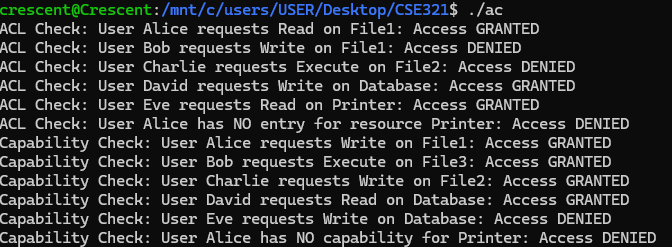 crescent@Crescent:/mnt/c/users/USER/Desktop/CSE321$ ./ac
ACL Check: User Alice requests Read on File1: Access GRANTED
ACL Check: User Bob requests Write on File1: Access DENIED
ACL Check: User Charlie requests Execute on File2: Access DENIED
ACL Check: User David requests Write on Database: Access GRANTED
ACL Check: User Eve requests Read on Printer: Access GRANTED
ACL Check: User Alice has NO entry for resource Printer: Access DENIED
Capability Check: User Alice requests Write on File1: Access GRANTED
Capability Check: User Bob requests Execute on File3: Access GRANTED
Capability Check: User Charlie requests Write on File2: Access GRANTED
Capability Check: User David requests Read on Database: Access GRANTED
Capability Check: User Eve requests Write on Database: Access DENIED
Capability Check: User Alice has NO capability for Printer: Access DENIED